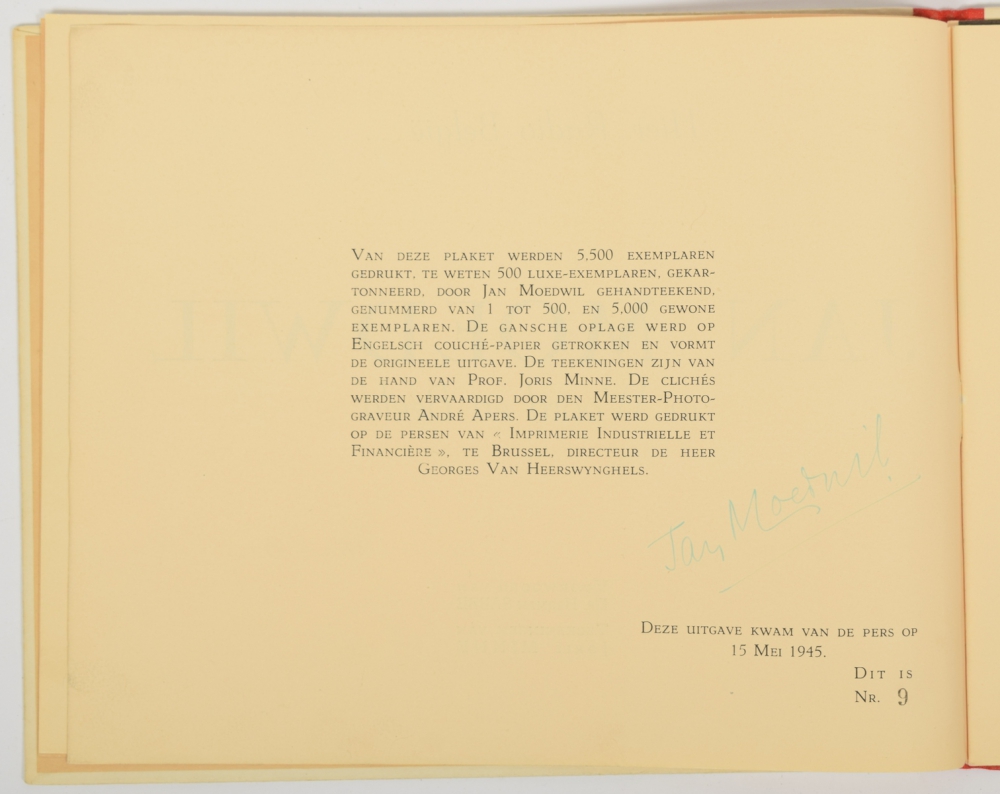 Van deze plaket werden 5,500 exemplaren
gedrukt, te weten 500 luxe-exemplaren, gekar-
tonneerd, door Jan Moedwil gehandteekend,
genummerd van 1 tot 500, en 5,000 gewone
exemplaren. De gansche oplage werd op
Engelsch couché-papier getrokken en vormt
de origineele uitgave. De teekeningen zijn van
de hand van Prof. Joris Minne. De clichés
werden vervaardigd door den Meester-Photo-
graveur André Apers. De plaket werd gedrukt
op de persen van « Imprimerie Industrielle et
Financière », te Brussel, directeur de heer
Georges Van Heerswynghels.
Jan Moedwil
Deze uitgave kwam van de pers op
15 Mei 1945.
Dit is
Nr. 9